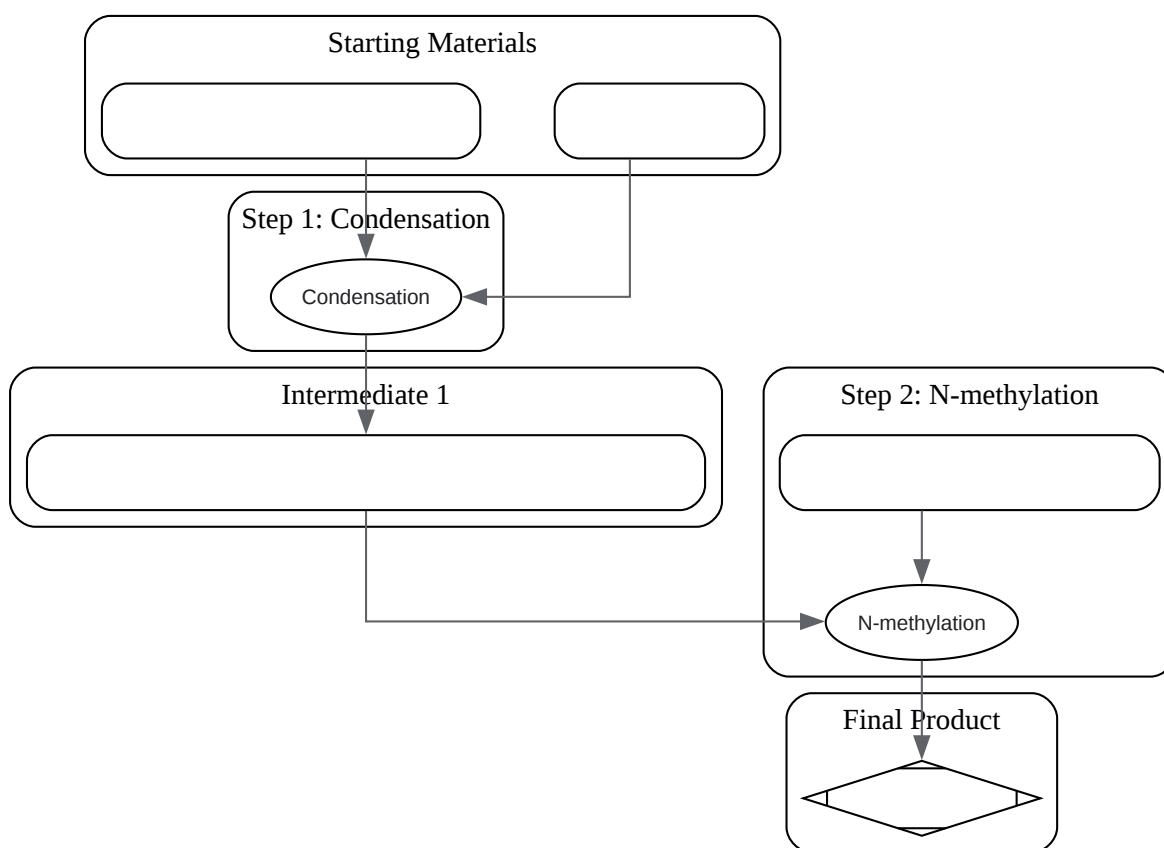 Starting Materials
Step 1: Condensation
Condensation
Intermediate 1
Step 2: N-methylation
N-methylation
Final Product